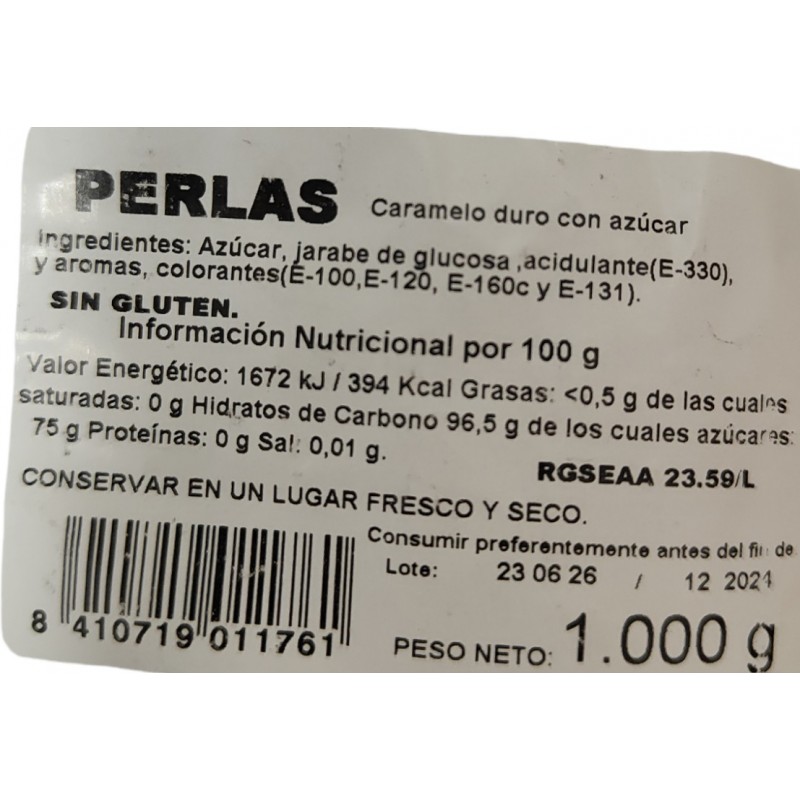 PERLAS Caramelo duro con azúcar
Ingredientes: Azúcar, jarabe de glucosa ,acidulante(E-330),
y aromas, colorantes(E-100,E-120, E-160c y E-131).
SIN GLUTEN.
Información Nutricional por 100 g
Valor Energético: 1672 kJ / 394 Kcal Grasas: <0,5 g de las cuales
saturadas: 0 g Hidratos de Carbono 96,5 g de los cuales azúcares:
75 g Proteínas: 0 g Sal: 0,01 g.
RGSEAA 23.59/L
CONSERVAR EN UN LUGAR FRESCO Y SECO.
Consumir preferentemente antes del fin de
Lote: 23 06 26 / 12 2024
8 410719 011761
PESO NETO: 1.000 g